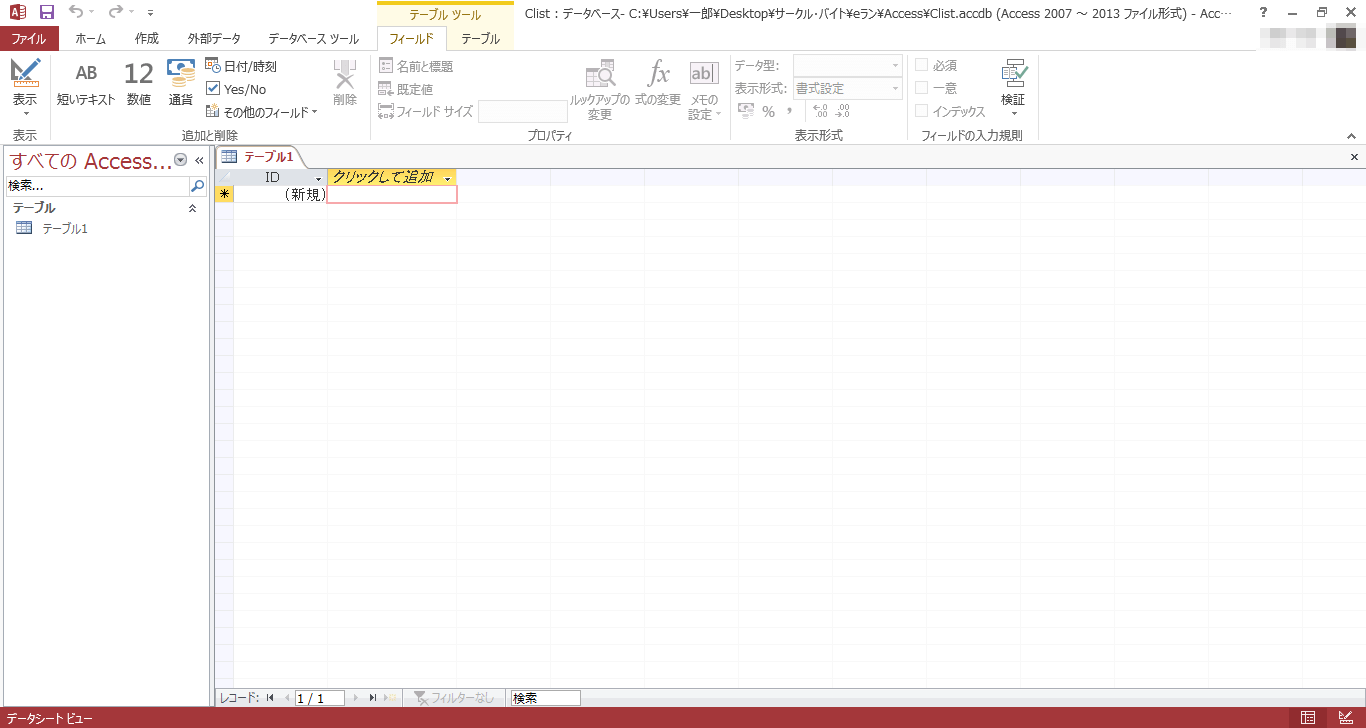 テーブル ツール
Clist : データベース- C:¥Users¥一郎¥Desktop¥サークル・バイト¥eラン¥Access¥Clist.accdb (Access 2007 ～ 2013 ファイル形式) - Acc…
?
ファイル ホーム 作成 外部データ データベース ツール フィールド テーブル
表示
AB
短いテキスト
12
数値
通貨
日付/時刻
Yes/No
その他のフィールド
削除
名前と標題
既定値
フィールド サイズ
ルックアップの変更
fx
式の変更
ab|
メモの設定
データ型:
表示形式: 書式設定
% , ←.0 .00 .00 →.0
必須
一意
インデックス
検証
表示 追加と削除 プロパティ 表示形式 フィールドの入力規則
すべての Access...
検索...
テーブル
テーブル1
テーブル1
ID クリックして追加
(新規)
レコード: 1 / 1 フィルターなし 検索
データシート ビュー